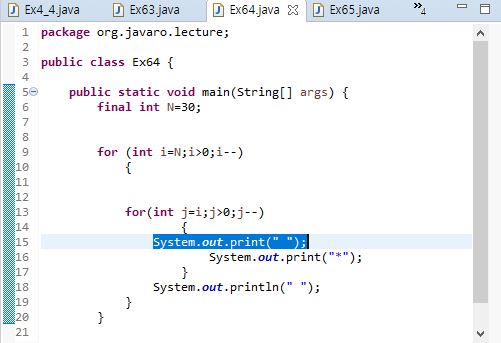 Ex4_4.java Ex63.java Ex64.java Ex65.java »4
1 package org.javaro.lecture;
2
3 public class Ex64 {
4
5 public static void main(String[] args) {
6 final int N=30;
7
8
9 for (int i=N;i>0;i--)
10 {
11
12
13 for(int j=i;j>0;j--)
14 {
15 System.out.print(" ");
16 System.out.print("*");
17 }
18 System.out.println(" ");
19 }
20 }
21